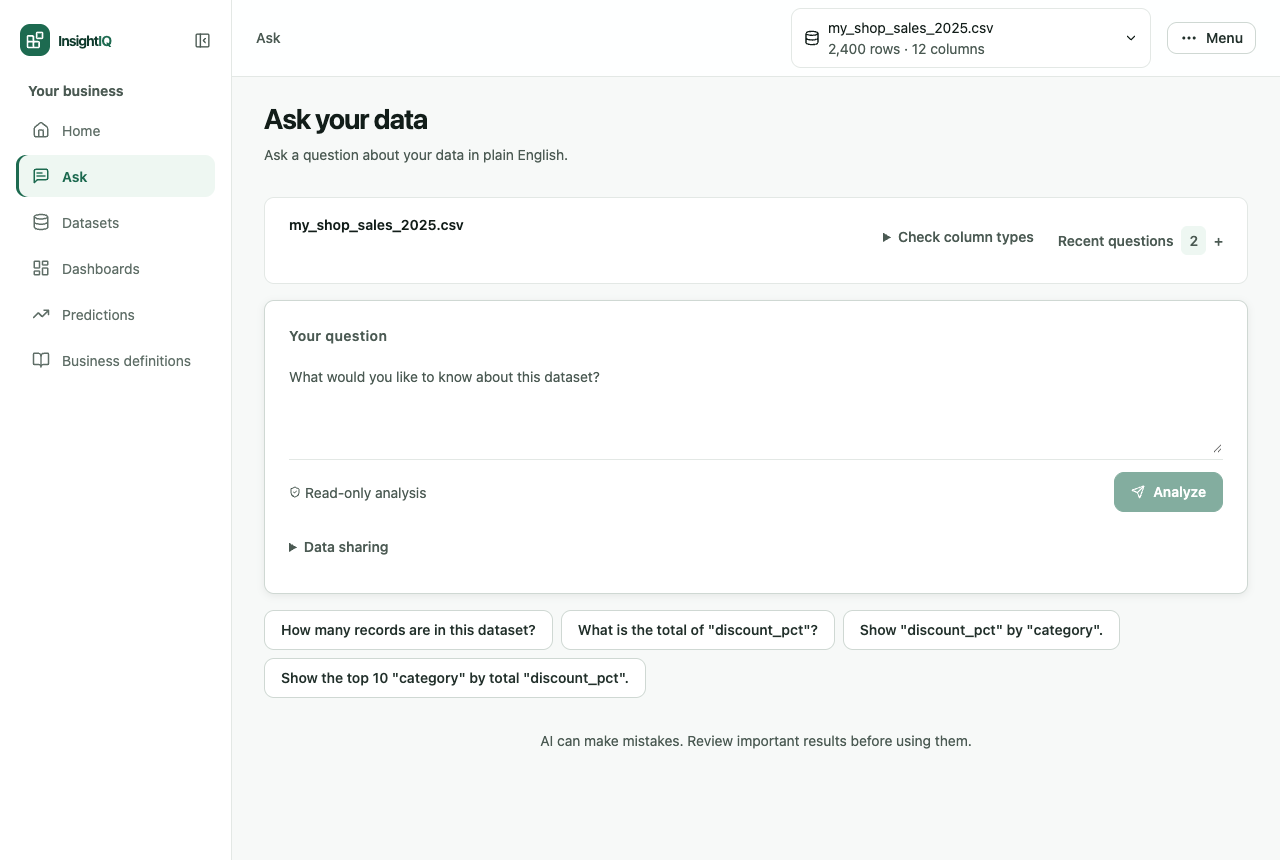 InsightIQ
Your business
Home
Ask
Datasets
Dashboards
Predictions
Business definitions
Ask
my_shop_sales_2025.csv
2,400 rows · 12 columns
Menu
Ask your data
Ask a question about your data in plain English.
my_shop_sales_2025.csv
Check column types
Recent questions 2 +
Your question
What would you like to know about this dataset?
Read-only analysis
Analyze
Data sharing
How many records are in this dataset?
What is the total of "discount_pct"?
Show "discount_pct" by "category".
Show the top 10 "category" by total "discount_pct".
AI can make mistakes. Review important results before using them.